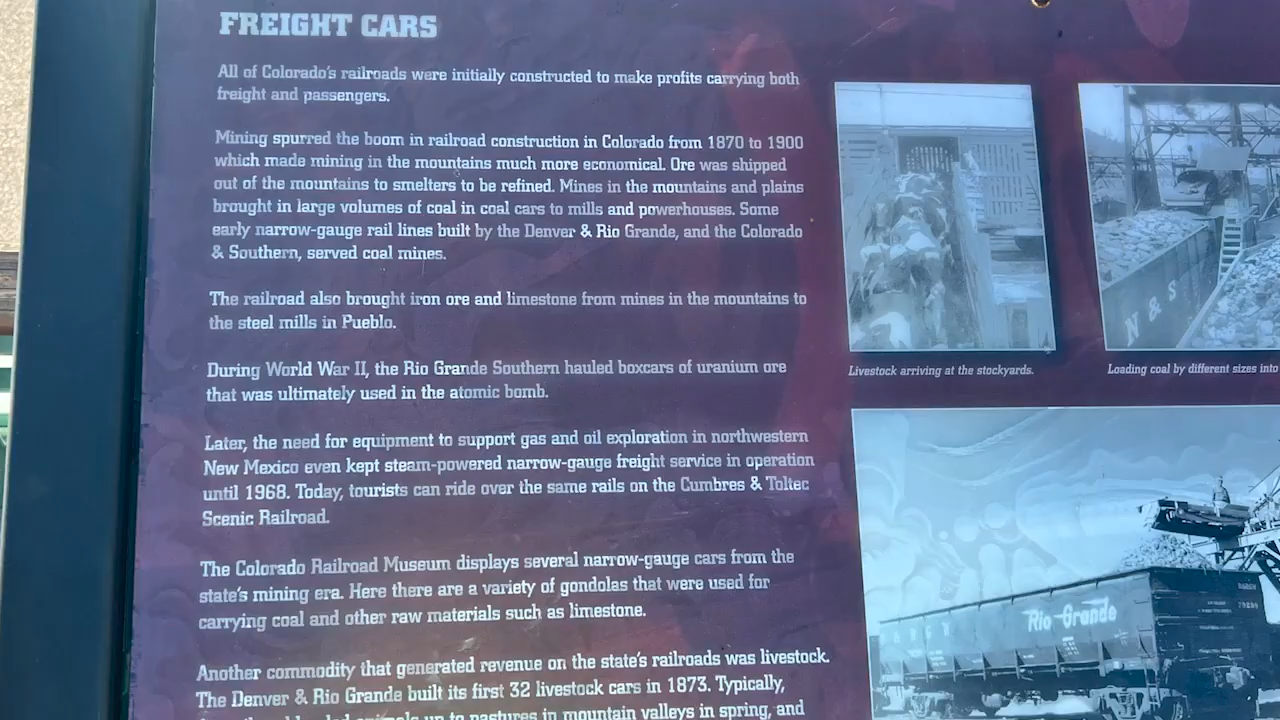 FREIGHT CARS
All of Colorado's railroads were initially constructed to make profits carrying both
freight and passengers.
Mining spurred the boom in railroad construction in Colorado from 1870 to 1900
which made mining in the mountains much more economical. Ore was shipped
out of the mountains to smelters to be refined. Mines in the mountains and plains
brought in large volumes of coal in coal cars to mills and powerhouses. Some
early narrow-gauge rail lines built by the Denver & Rio Grande, and the Colorado
& Southern, served coal mines.
The railroad also brought iron ore and limestone from mines in the mountains to
the steel mills in Pueblo.
During World War II, the Rio Grande Southern hauled boxcars of uranium ore
that was ultimately used in the atomic bomb.
Later, the need for equipment to support gas and oil exploration in northwestern
New Mexico even kept steam-powered narrow-gauge freight service in operation
until 1968. Today, tourists can ride over the same rails on the Cumbres & Toltec
Scenic Railroad.
The Colorado Railroad Museum displays several narrow-gauge cars from the
state's mining era. Here there are a variety of gondolas that were used for
carrying coal and other raw materials such as limestone.
Another commodity that generated revenue on the state's railroads was livestock.
The Denver & Rio Grande built its first 32 livestock cars in 1873. Typically,
up to pastures in mountain valleys in spring, and
Livestock arriving at the stockyards.
N & S
Loading coal by different sizes into
Rio Grande